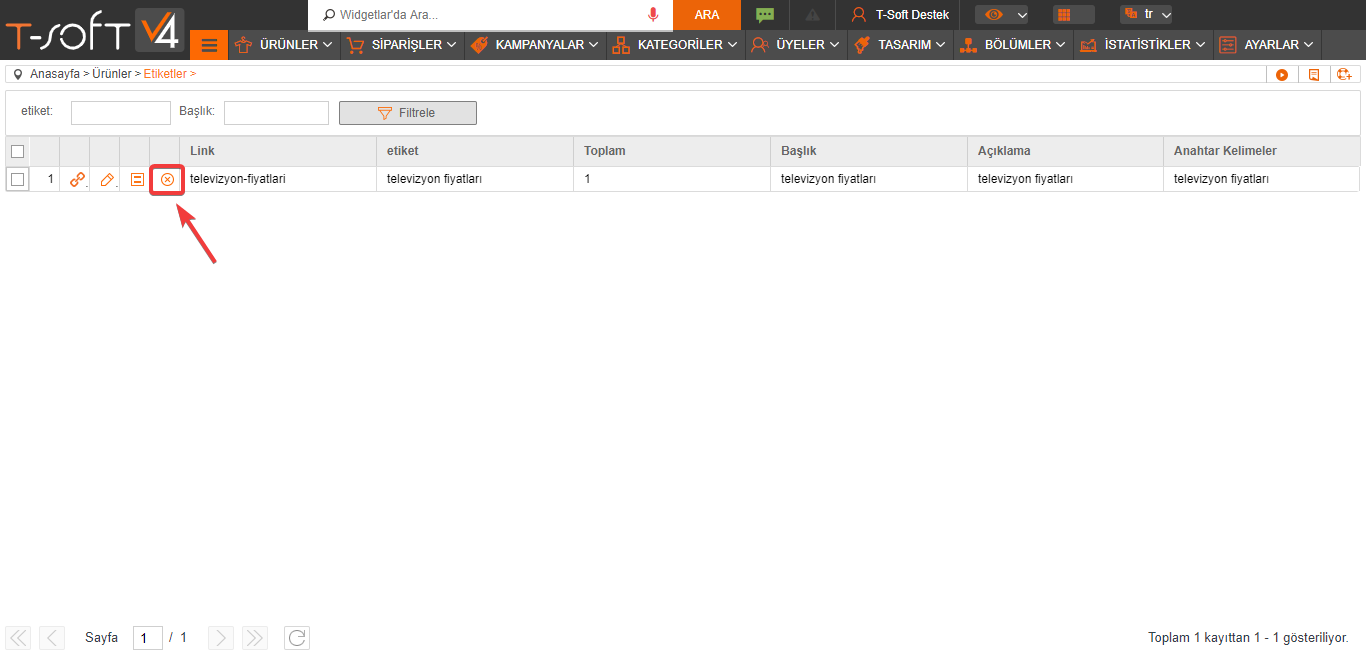 T-SOFT V4
Widgetlar'da Ara...
ARA
T-Soft Destek
tr
ÜRÜNLER
SİPARİŞLER
KAMPANYALAR
KATEGORİLER
ÜYELER
TASARIM
BÖLÜMLER
İSTATİSTİKLER
AYARLAR
Anasayfa > Ürünler > Etiketler >
etiket:
Başlık:
Filtrele
Link etiket Toplam Başlık Açıklama Anahtar Kelimeler
1 televizyon-fiyatlari televizyon fiyatları 1 televizyon fiyatları televizyon fiyatları televizyon fiyatları
Sayfa 1 / 1
Toplam 1 kayıttan 1 - 1 gösteriliyor.